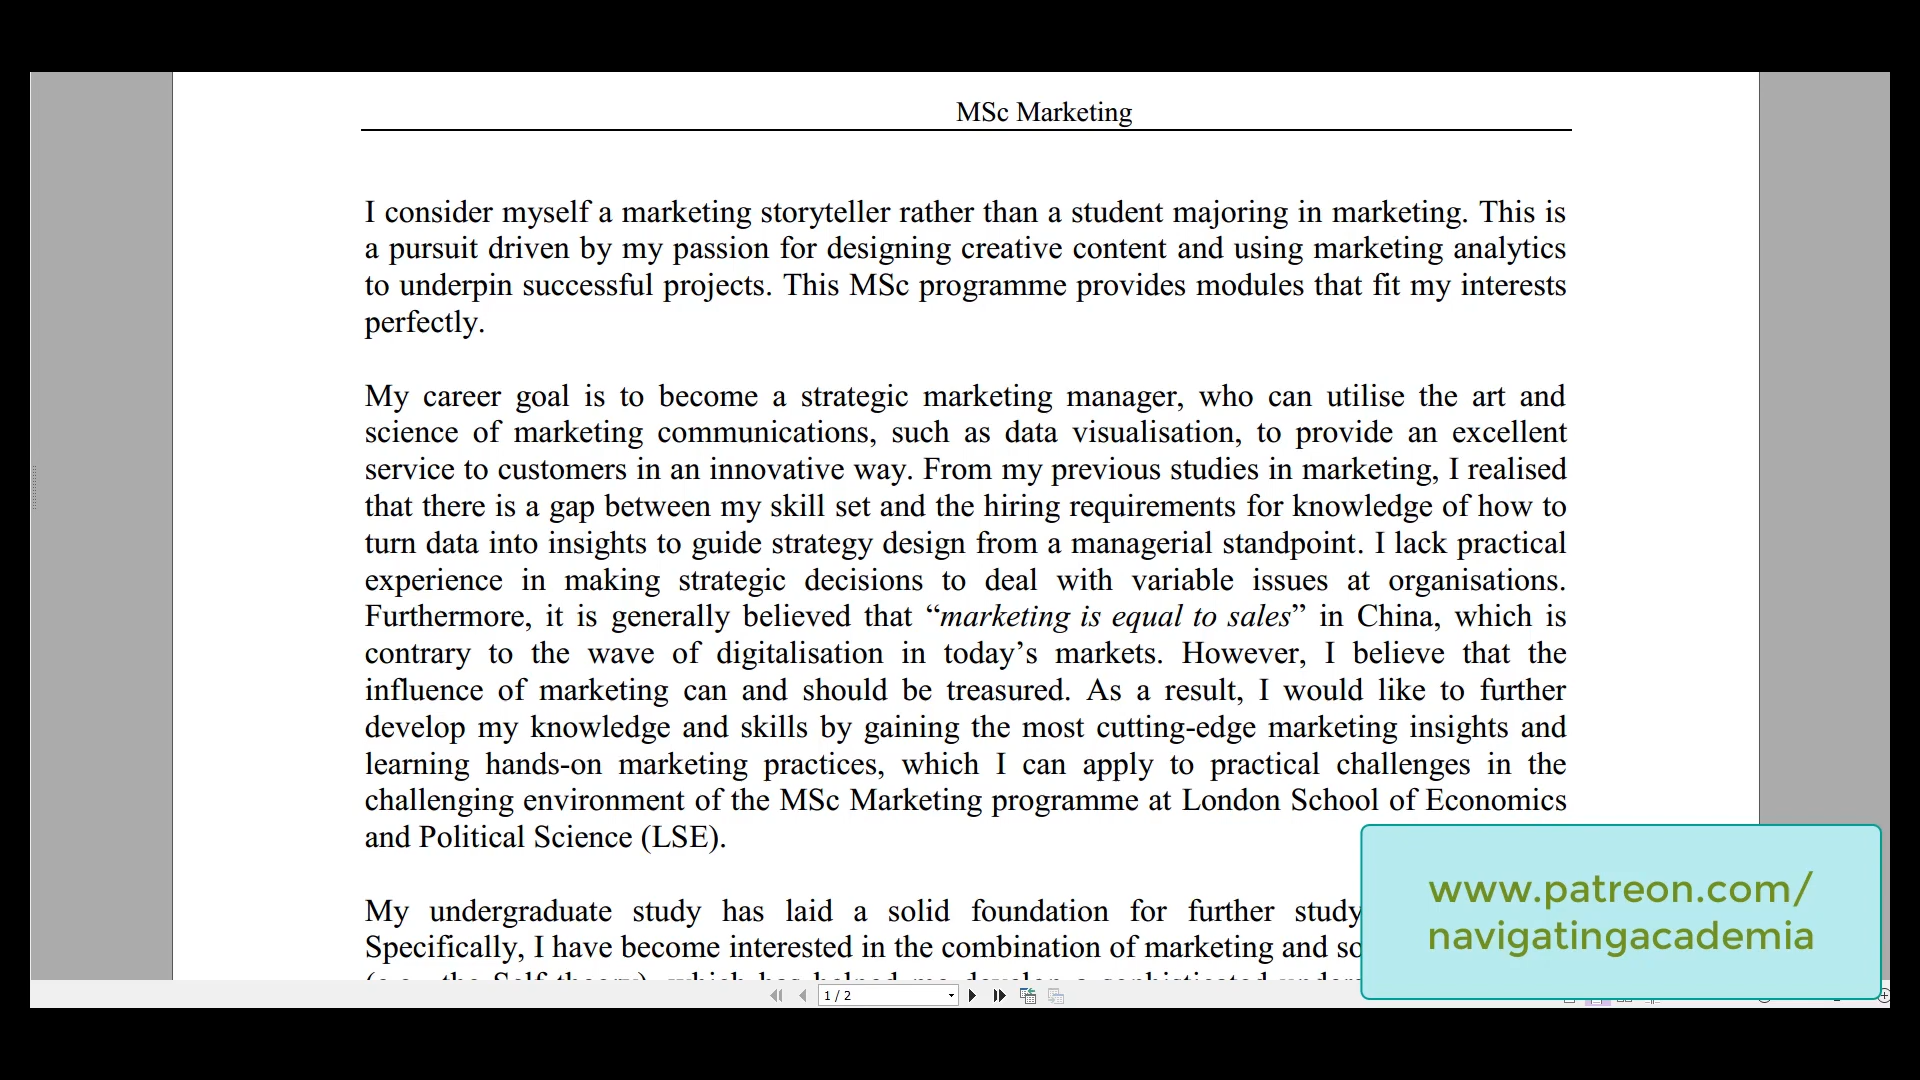 MSc Marketing
I consider myself a marketing storyteller rather than a student majoring in marketing. This is
a pursuit driven by my passion for designing creative content and using marketing analytics
to underpin successful projects. This MSc programme provides modules that fit my interests
perfectly.
My career goal is to become a strategic marketing manager, who can utilise the art and
science of marketing communications, such as data visualisation, to provide an excellent
service to customers in an innovative way. From my previous studies in marketing, I realised
that there is a gap between my skill set and the hiring requirements for knowledge of how to
turn data into insights to guide strategy design from a managerial standpoint. I lack practical
experience in making strategic decisions to deal with variable issues at organisations.
Furthermore, it is generally believed that “marketing is equal to sales” in China, which is
contrary to the wave of digitalisation in today’s markets. However, I believe that the
influence of marketing can and should be treasured. As a result, I would like to further
develop my knowledge and skills by gaining the most cutting-edge marketing insights and
learning hands-on marketing practices, which I can apply to practical challenges in the
challenging environment of the MSc Marketing programme at London School of Economics
and Political Science (LSE).
My undergraduate study has laid a solid foundation for further study
Specifically, I have become interested in the combination of marketing and so
www.patreon.com/
navigatingacademia
1 / 2